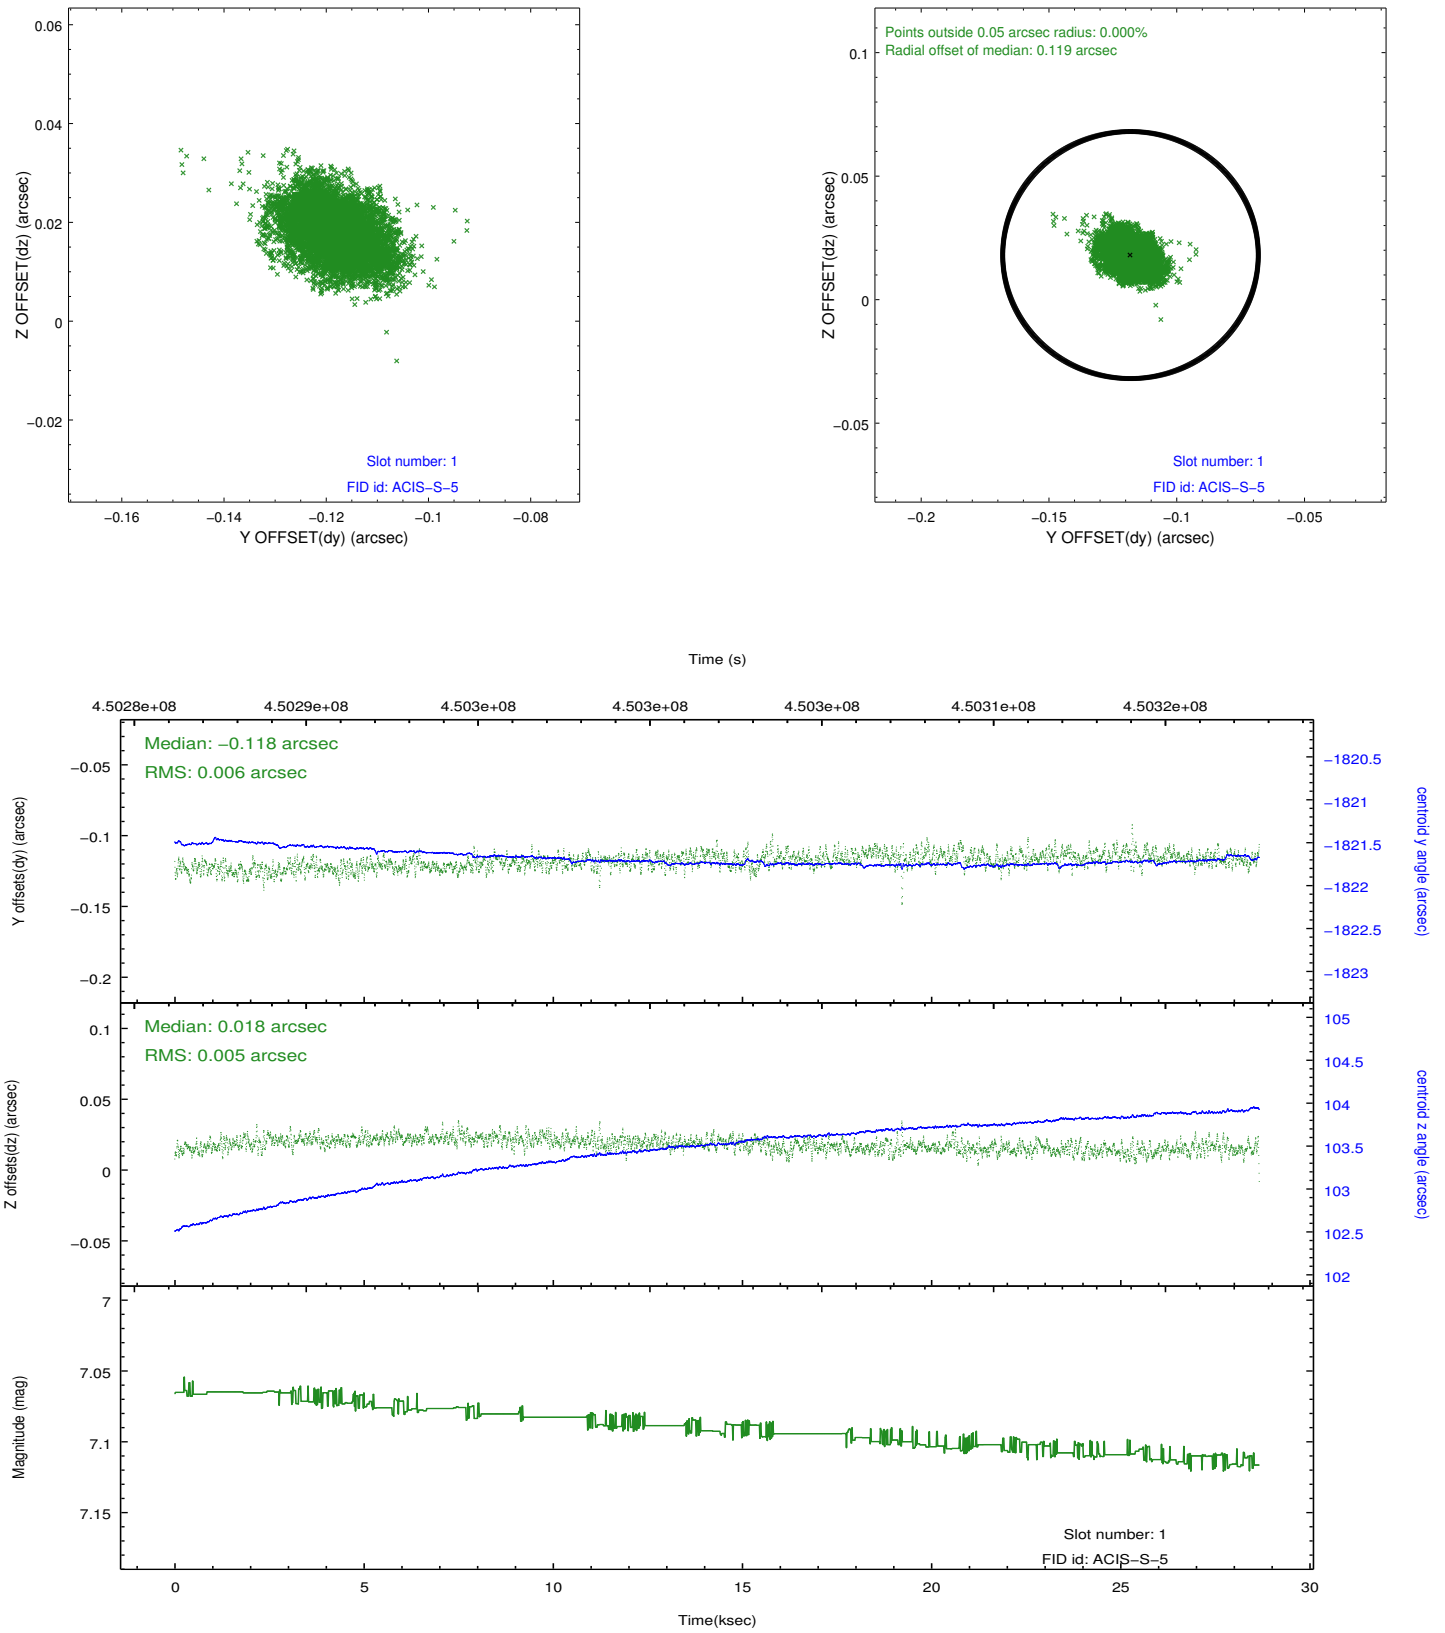 0.06
0.04
0.02
0
−0.02
Z OFFSET(dz) (arcsec)
Slot number: 1
FID id: ACIS−S−5
−0.16 −0.14 −0.12 −0.1 −0.08
Y OFFSET(dy) (arcsec)
Points outside 0.05 arcsec radius: 0.000%
Radial offset of median: 0.119 arcsec
0.1
0.05
0
−0.05
Z OFFSET(dz) (arcsec)
Slot number: 1
FID id: ACIS−S−5
−0.2 −0.15 −0.1 −0.05
Y OFFSET(dy) (arcsec)
Time (s)
4.5028e+08 4.5029e+08 4.503e+08 4.503e+08 4.503e+08 4.5031e+08 4.5032e+08
Median: −0.118 arcsec
RMS: 0.006 arcsec
−0.05
−0.1
−0.15
−0.2
Y offsets(dy) (arcsec)
−1820.5
−1821
−1821.5
−1822
−1822.5
−1823
centroid y angle (arcsec)
Median: 0.018 arcsec
RMS: 0.005 arcsec
0.1
0.05
0
−0.05
Z offsets(dz) (arcsec)
105
104.5
104
103.5
103
102.5
102
centroid z angle (arcsec)
7
7.05
7.1
7.15
Magnitude (mag)
Slot number: 1
FID id: ACIS−S−5
0 5 10 15 20 25 30
Time(ksec)